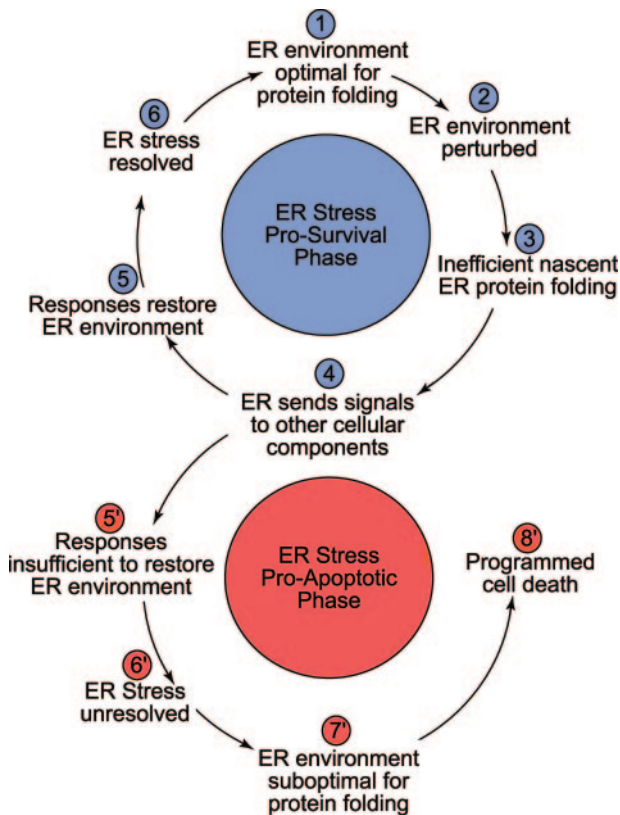 1
ER environment
optimal for
protein folding
2
ER environment
perturbed
3
Inefficient nascent
ER protein folding
4
ER sends signals
to other cellular
components
5
Responses restore
ER environment
6
ER stress
resolved
ER Stress
Pro-Survival
Phase
5'
Responses
insufficient to restore
ER environment
6'
ER Stress
unresolved
7'
ER environment
suboptimal for
protein folding
8'
Programmed
cell death
ER Stress
Pro-Apoptotic
Phase